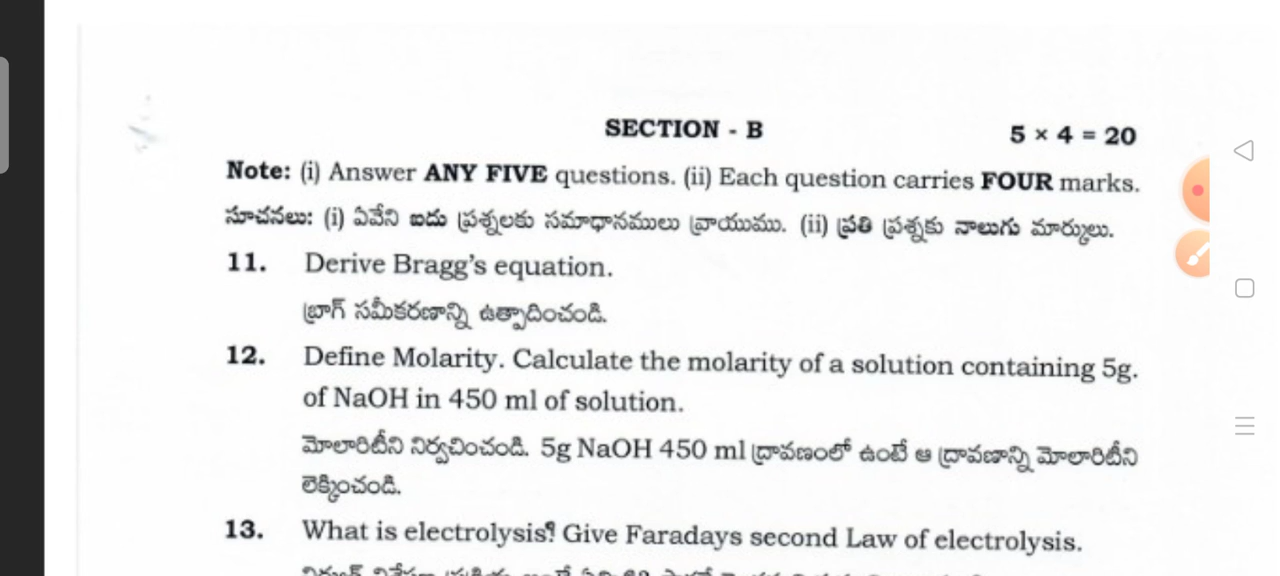 SECTION - B 5 × 4 = 20
Note: (i) Answer ANY FIVE questions. (ii) Each question carries FOUR marks.
సూచనలు: (i) ఏవేని ఐదు ప్రశ్నలకు సమాధానములు వ్రాయుము. (ii) ప్రతి ప్రశ్నకు నాలుగు మార్కులు.
11. Derive Bragg's equation.
బ్రాగ్ సమీకరణాన్ని ఉత్పాదించండి.
12. Define Molarity. Calculate the molarity of a solution containing 5g.
of NaOH in 450 ml of solution.
మోలారిటీని నిర్వచించండి. 5g NaOH 450 ml ద్రావణంలో ఉంటే ఆ ద్రావణాన్ని మోలారిటీని
లెక్కించండి.
13. What is electrolysis? Give Faradays second Law of electrolysis.